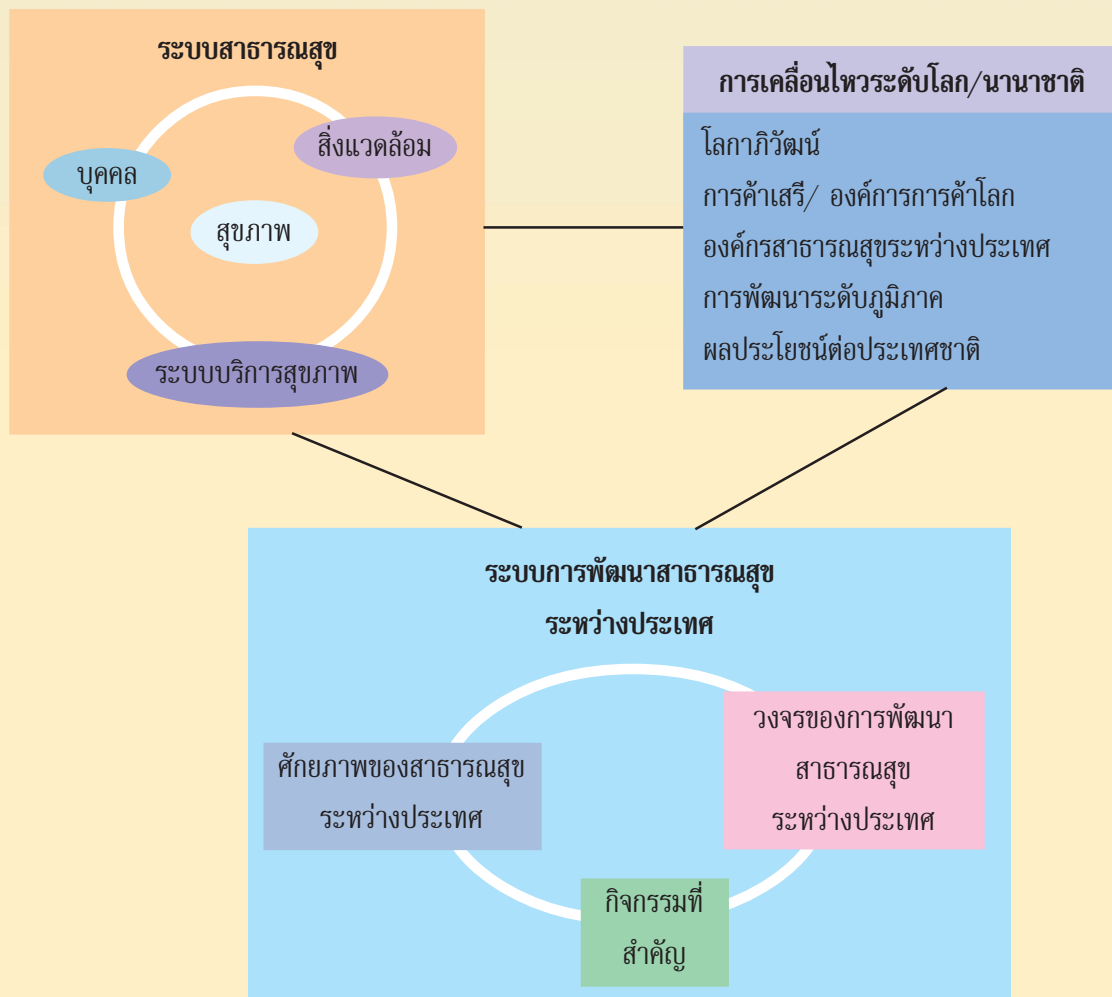 ระบบสาธารณสุข
สิ่งแวดล้อม
บุคคล
สุขภาพ
ระบบบริการสุขภาพ
การเคลื่อนไหวระดับโลก/นานาชาติ
โลกาภิวัฒน์
การค้าเสรี/ องค์การการค้าโลก
องค์กรสาธารณสุขระหว่างประเทศ
การพัฒนาระดับภูมิภาค
ผลประโยชน์ต่อประเทศชาติ
ระบบการพัฒนาสาธารณสุข
ระหว่างประเทศ
ศักยภาพของสาธารณสุข
ระหว่างประเทศ
วงจรของการพัฒนา
สาธารณสุข
ระหว่างประเทศ
กิจกรรมที่
สำคัญ